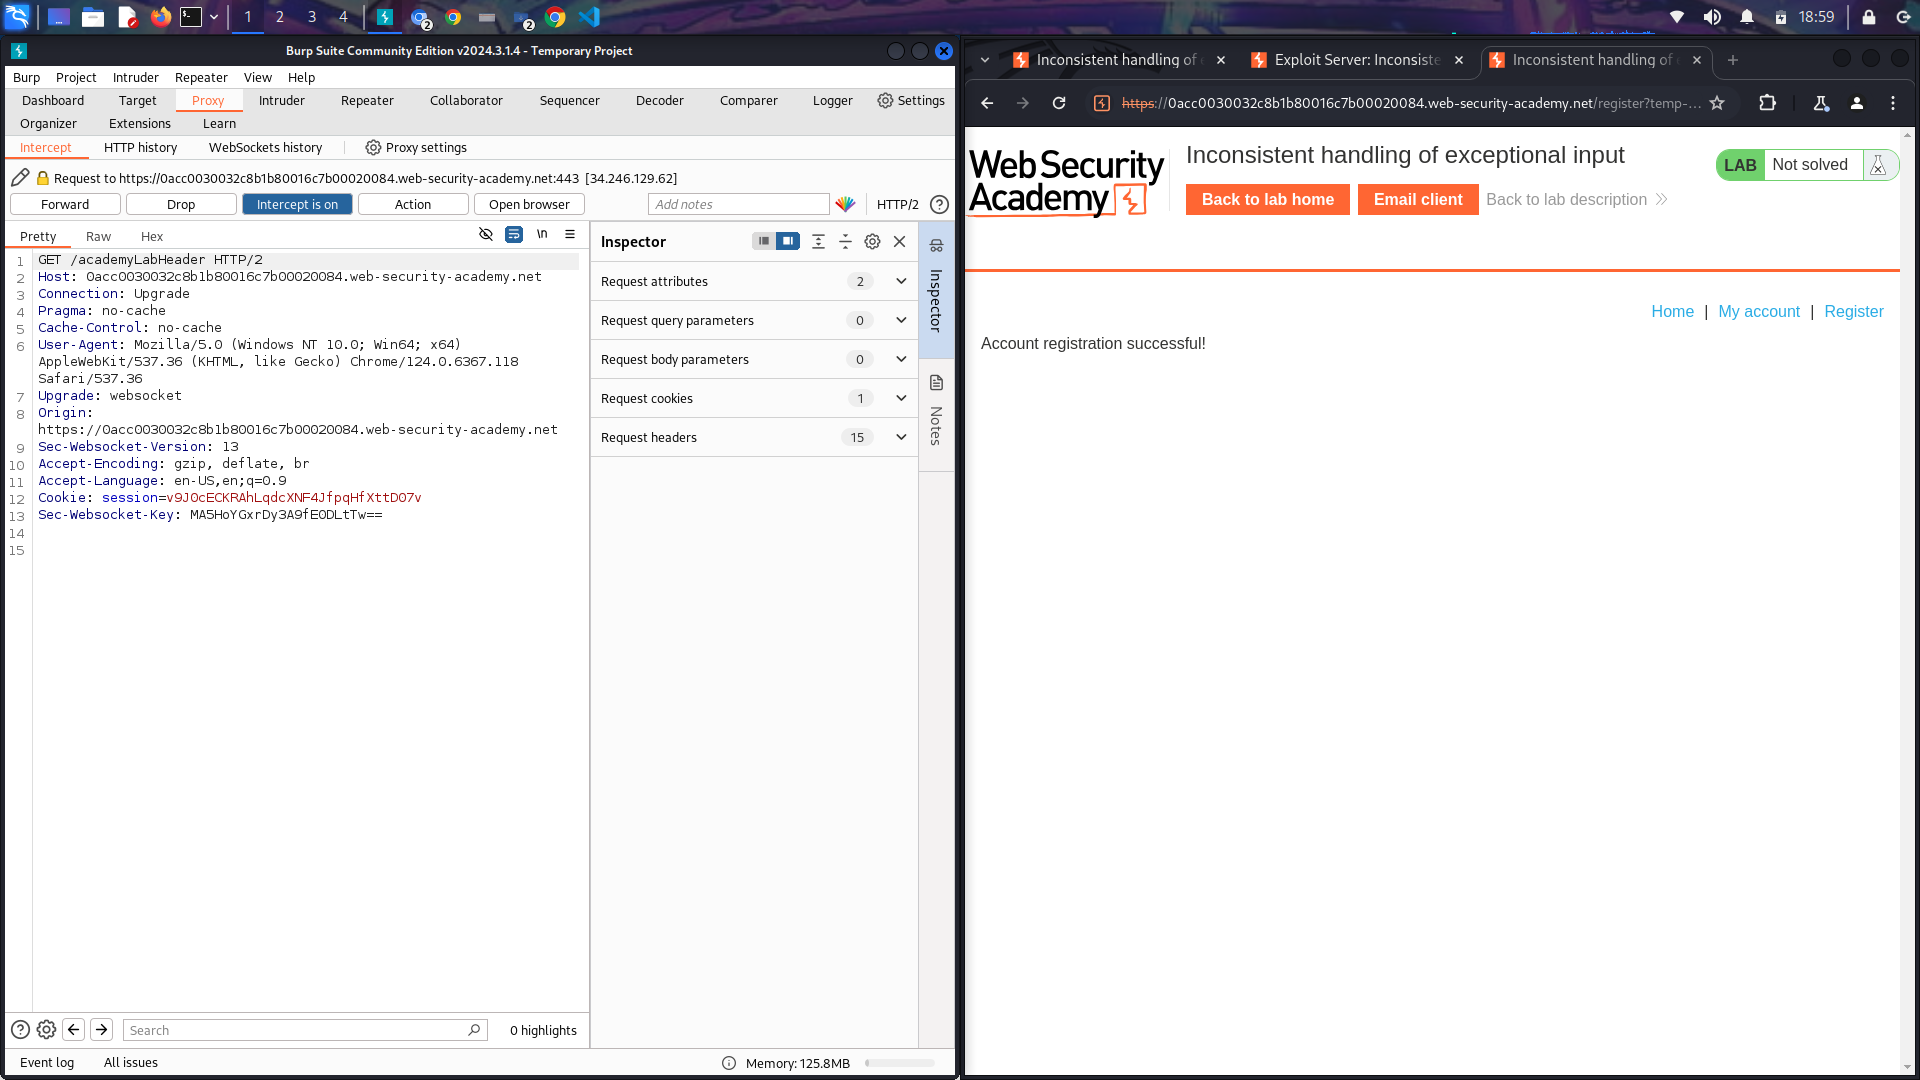 1 2 3 4 2 2 18:59
Burp Suite Community Edition v2024.3.1.4 - Temporary Project
Burp Project Intruder Repeater View Help
Dashboard Target Proxy Intruder Repeater Collaborator Sequencer Decoder Comparer Logger Settings
Organizer Extensions Learn
Intercept HTTP history WebSockets history Proxy settings
Request to https://0acc0030032c8b1b80016c7b00020084.web-security-academy.net:443 [34.246.129.62]
Forward Drop Intercept is on Action Open browser Add notes HTTP/2
Pretty Raw Hex \n
1 GET /academyLabHeader HTTP/2
2 Host: 0acc0030032c8b1b80016c7b00020084.web-security-academy.net
3 Connection: Upgrade
4 Pragma: no-cache
5 Cache-Control: no-cache
6 User-Agent: Mozilla/5.0 (Windows NT 10.0; Win64; x64)
AppleWebKit/537.36 (KHTML, like Gecko) Chrome/124.0.6367.118
Safari/537.36
7 Upgrade: websocket
8 Origin:
https://0acc0030032c8b1b80016c7b00020084.web-security-academy.net
9 Sec-Websocket-Version: 13
10 Accept-Encoding: gzip, deflate, br
11 Accept-Language: en-US,en;q=0.9
12 Cookie: session=v9J0cECKRAhLqdcXNF4JfpqHfXttD07v
13 Sec-Websocket-Key: MA5HoYGxrDy3A9fE0DLtTw==
14
15
Inspector
Request attributes 2
Request query parameters 0
Request body parameters 0
Request cookies 1
Request headers 15
Inspector
Notes
Search 0 highlights
Event log All issues Memory: 125.8MB
Inconsistent handling of e Exploit Server: Inconsiste Inconsistent handling of e
https://0acc0030032c8b1b80016c7b00020084.web-security-academy.net/register?temp-...
Web Security
Academy
Inconsistent handling of exceptional input
LAB Not solved
Back to lab home Email client Back to lab description
Home | My account | Register
Account registration successful!